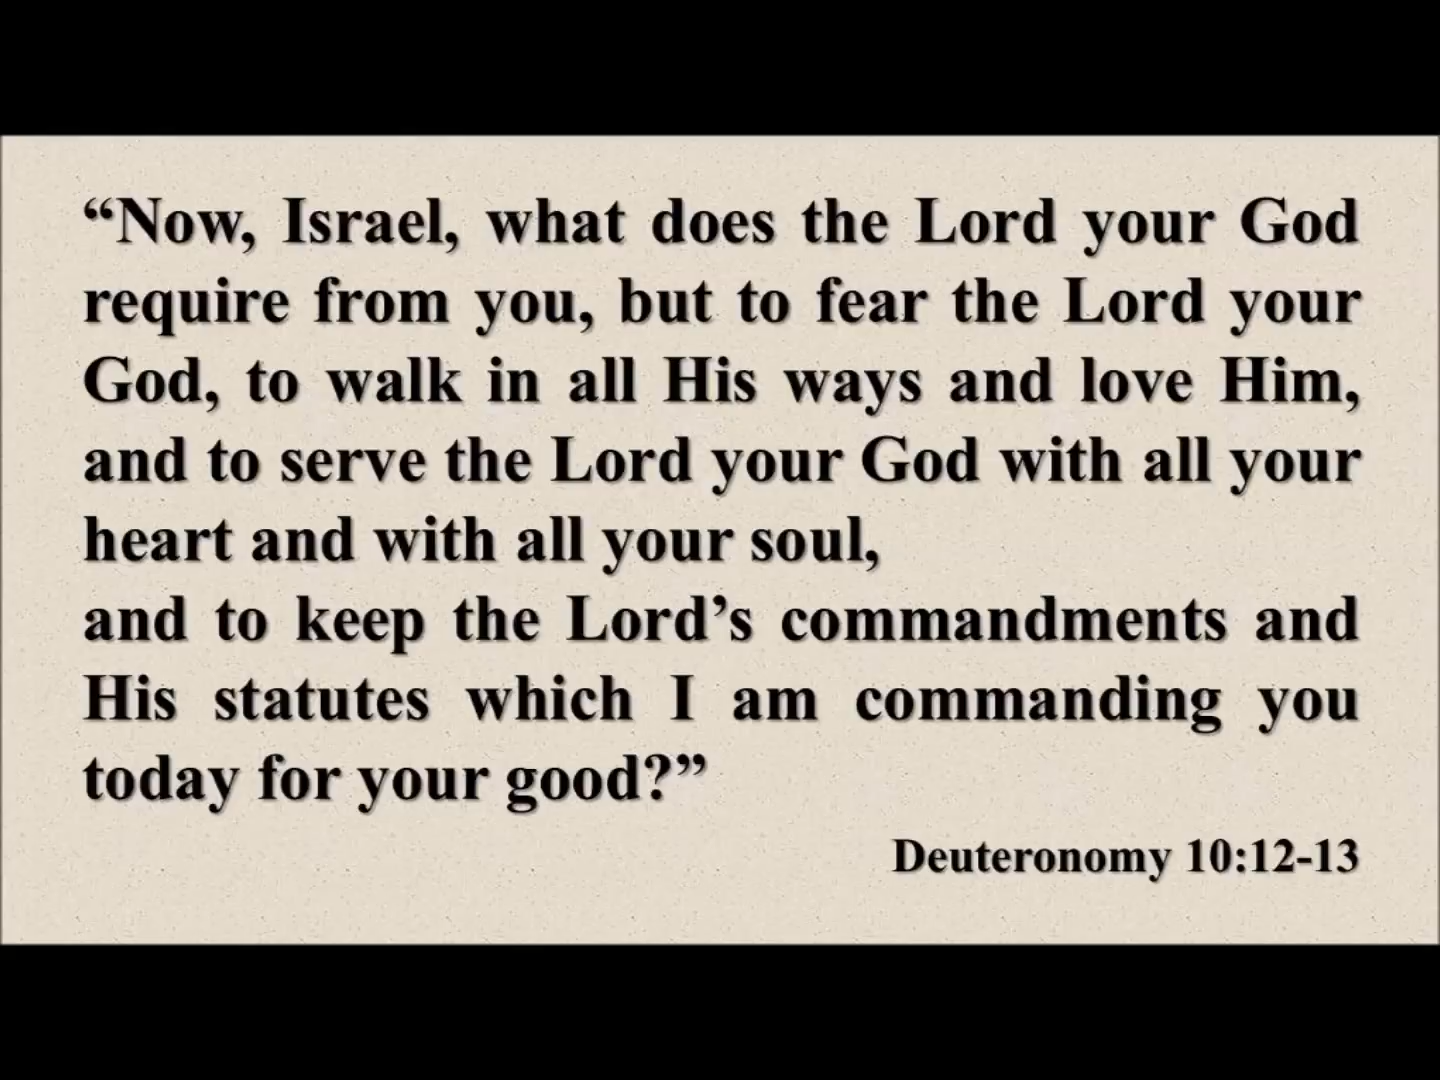 “Now, Israel, what does the Lord your God
require from you, but to fear the Lord your
God, to walk in all His ways and love Him,
and to serve the Lord your God with all your
heart and with all your soul,
and to keep the Lord’s commandments and
His statutes which I am commanding you
today for your good?”
Deuteronomy 10:12-13